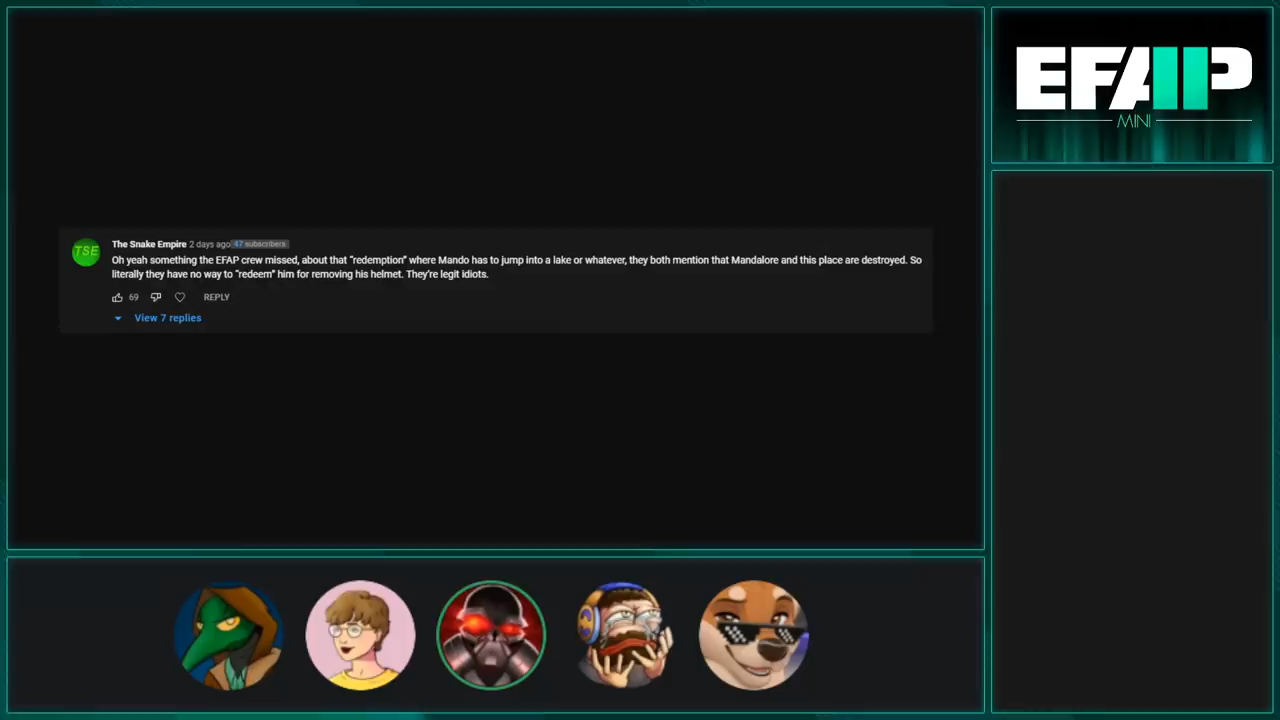 EFAP
MINI
TSE
The Snake Empire 2 days ago 47 subscribers
Oh yeah something the EFAP crew missed, about that “redemption” where Mando has to jump into a lake or whatever, they both mention that Mandalore and this place are destroyed. So
literally they have no way to “redeem” him for removing his helmet. They're legit idiots.
69 REPLY
View 7 replies